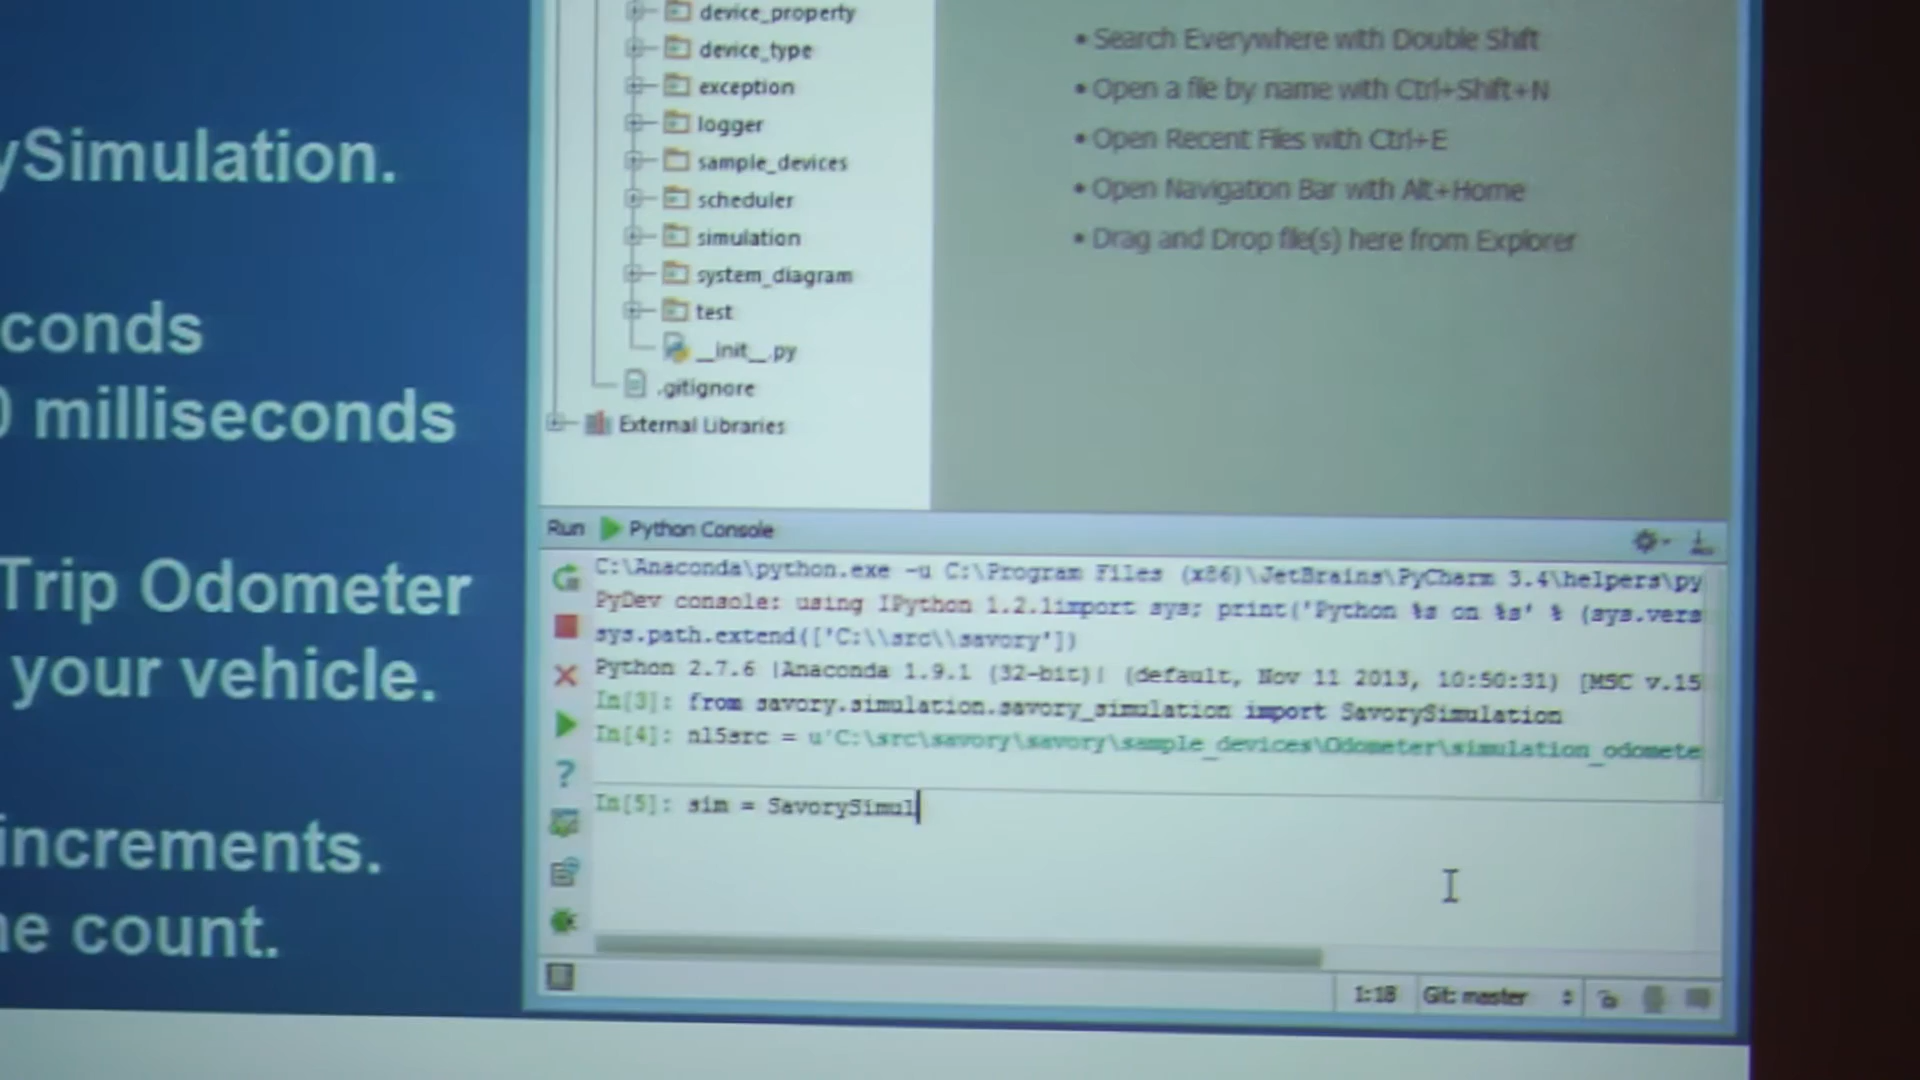 ySimulation.
conds
0 milliseconds
Trip Odometer
your vehicle.
increments.
ne count.
device_property
device_type
exception
logger
sample_devices
scheduler
simulation
system_diagram
test
__init__.py
.gitignore
External Libraries
• Search Everywhere with Double Shift
• Open a file by name with Ctrl+Shift+N
• Open Recent Files with Ctrl+E
• Open Navigation Bar with Alt+Home
• Drag and Drop file(s) here from Explorer
Run Python Console
C:\Anaconda\python.exe -u C:\Program Files (x86)\JetBrains\PyCharm 3.4\helpers\py
PyDev console: using IPython 1.2.1import sys; print('Python %s on %s' % (sys.vers
sys.path.extend(['C:\\src\\savory'])
Python 2.7.6 |Anaconda 1.9.1 (32-bit)| (default, Nov 11 2013, 10:50:31) [MSC v.15
In[3]: from savory.simulation.savory_simulation import SavorySimulation
In[4]: nl5src = u'C:\src\savory\savory\sample_devices\Odometer\simulation_odomete
In[5]: sim = SavorySimul
1:18 Git: master